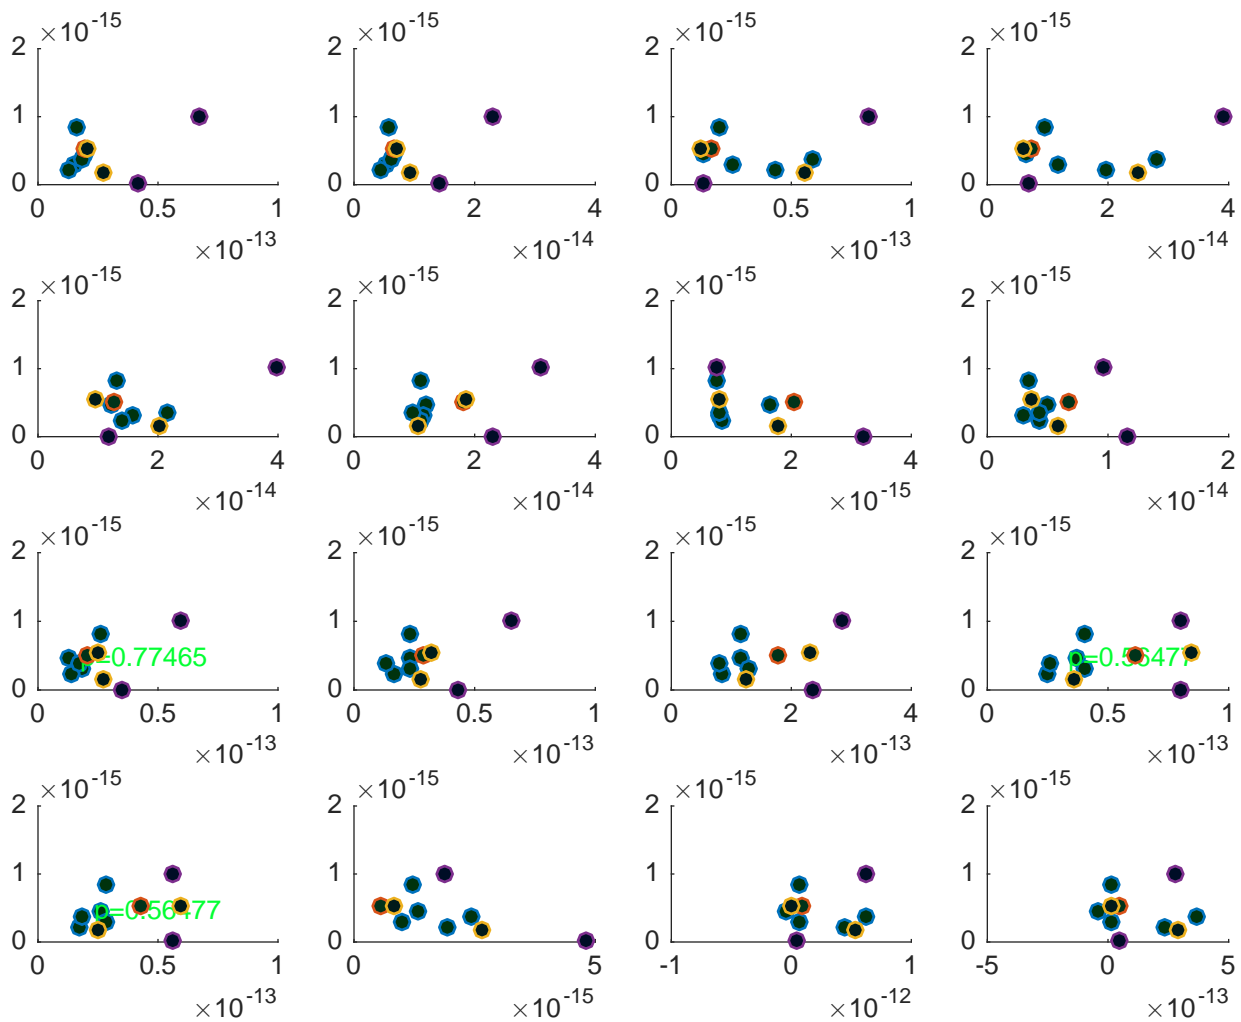 ×10-15 ×10-15 ×10-15 ×10-15
2 2 2 2
1 1 1 1
0 0 0 0
0 0.5 1 0 2 4 0 0.5 1 0 2 4
×10-13 ×10-14 ×10-13 ×10-14
×10-15 ×10-15 ×10-15 ×10-15
2 2 2 2
1 1 1 1
0 0 0 0
0 2 4 0 2 4 0 2 4 0 1 2
×10-14 ×10-14 ×10-15 ×10-14
×10-15 ×10-15 ×10-15 ×10-15
2 2 2 2
1 1 1 1
p=0.77465 p=0.56477
0 0 0 0
0 0.5 1 0 0.5 1 0 2 4 0 0.5 1
×10-13 ×10-13 ×10-13 ×10-13
×10-15 ×10-15 ×10-15 ×10-15
2 2 2 2
1 1 1 1
p=0.56477
0 0 0 0
0 0.5 1 0 5 -1 0 1 -5 0 5
×10-13 ×10-15 ×10-12 ×10-13